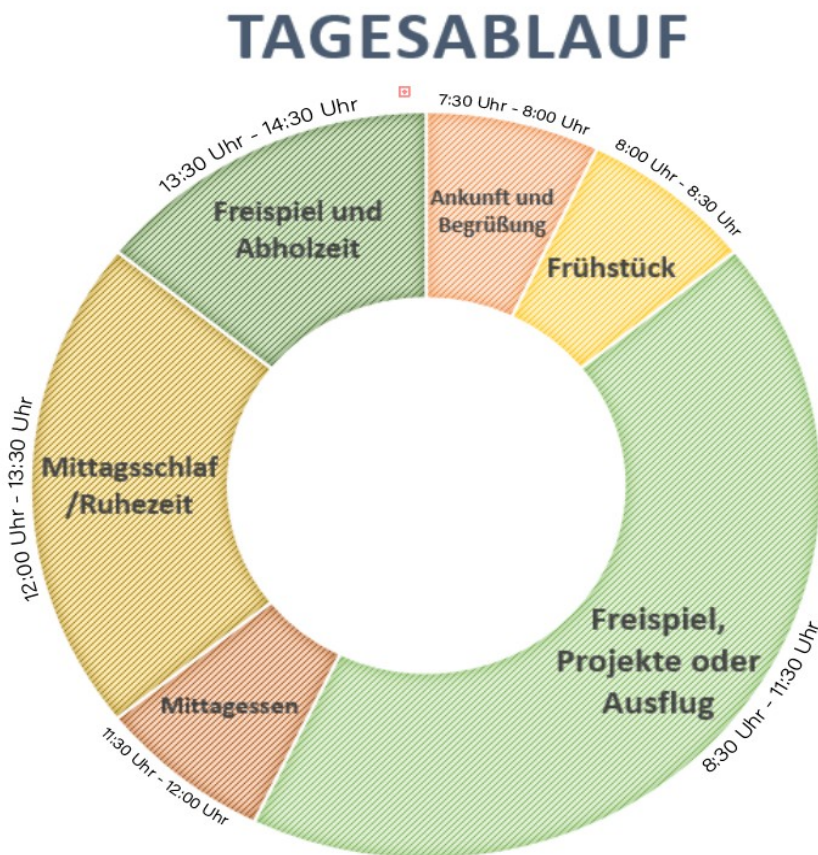 TAGESABLAUF
7:30 Uhr - 8:00 Uhr
Ankunft und
Begrüßung
8:00 Uhr - 8:30 Uhr
Frühstück
8:30 Uhr - 11:30 Uhr
Freispiel,
Projekte oder
Ausflug
11:30 Uhr - 12:00 Uhr
Mittagessen
12:00 Uhr - 13:30 Uhr
Mittagsschlaf
/Ruhezeit
13:30 Uhr - 14:30 Uhr
Freispiel und
Abholzeit